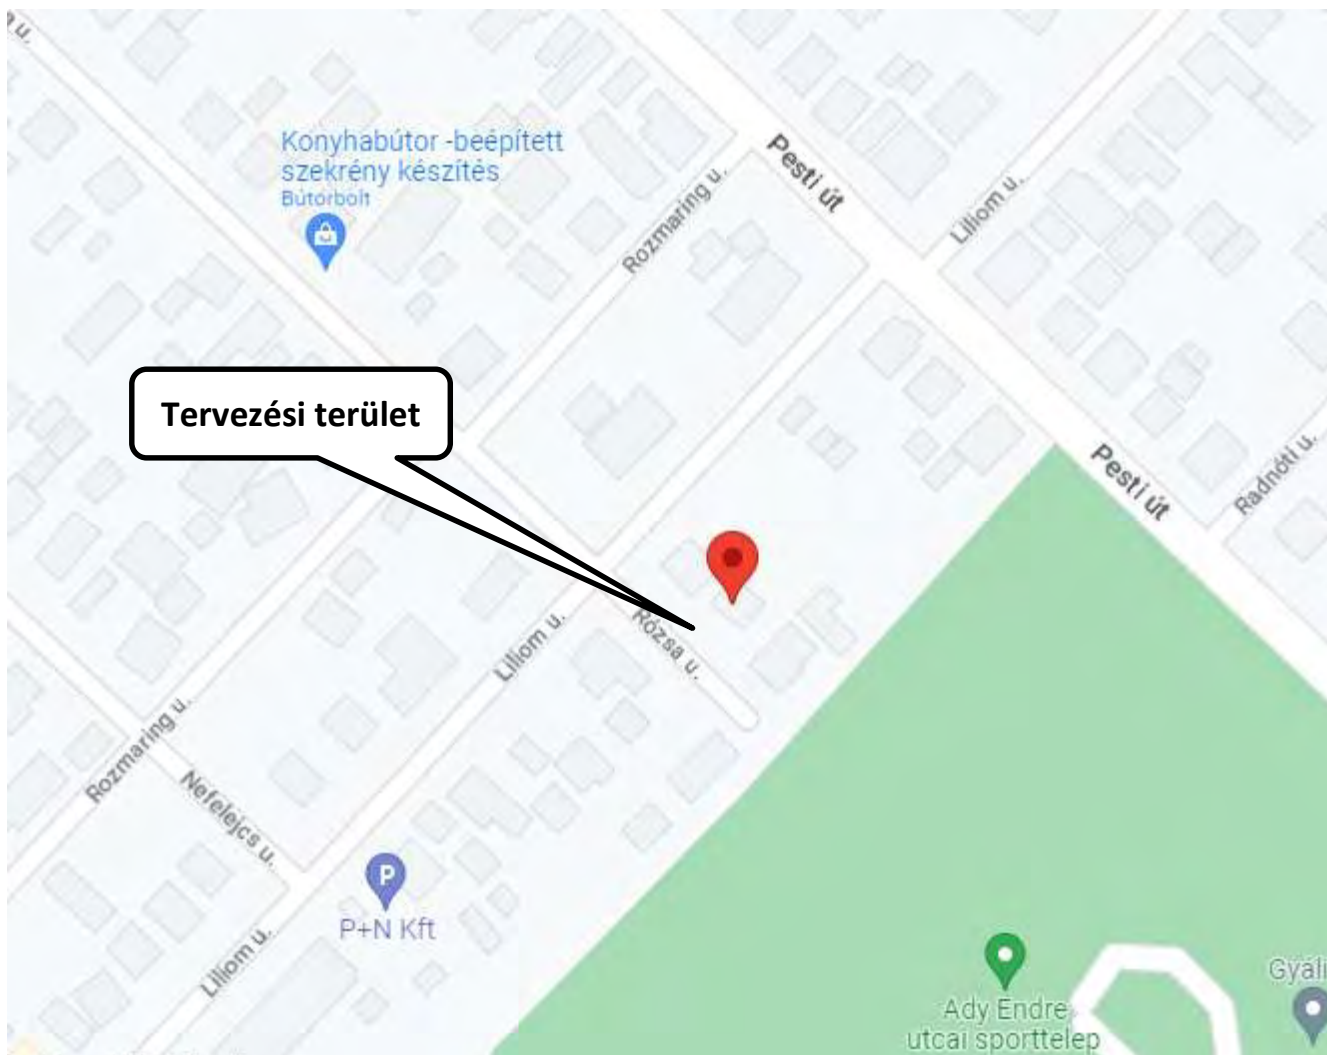 u.
Konyhabútor -beépített
szekrény készítés
Bútorbolt
Pesti út
Rozmaring u.
Liliom u.
Tervezési terület
Pesti út
Radnóti u.
Rózsa u.
Liliom u.
Rozmaring u.
Nefelejcs u.
P
P+N Kft
Liliom u.
Ady Endre
utcai sporttelep
Gyáli